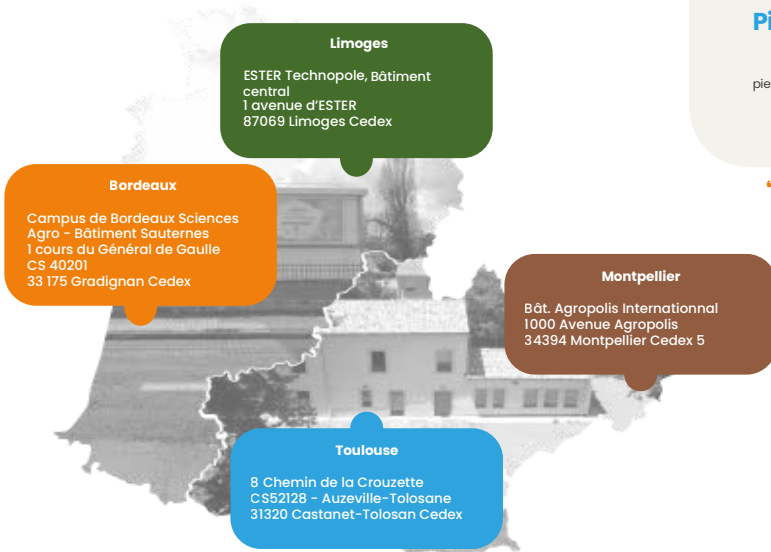 Limoges
ESTER Technopole, Bâtiment
central
1 avenue d'ESTER
87069 Limoges Cedex
Bordeaux
Campus de Bordeaux Sciences
Agro - Bâtiment Sauternes
1 cours du Général de Gaulle
CS 40201
33 175 Gradignan Cedex
Montpellier
Bât. Agropolis Internationnal
1000 Avenue Agropolis
34394 Montpellier Cedex 5
Toulouse
8 Chemin de la Crouzette
CS52128 - Auzeville-Tolosane
31320 Castanet-Tolosan Cedex